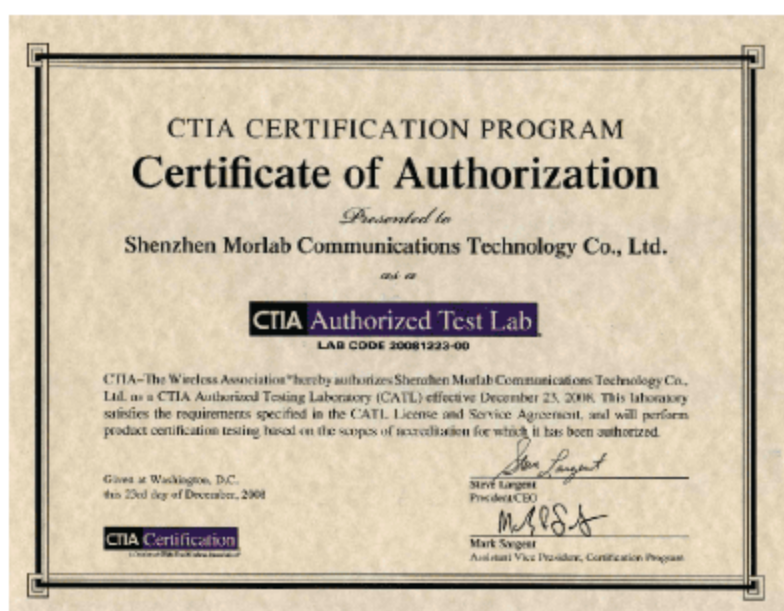 CTIA CERTIFICATION PROGRAM
Certificate of Authorization
Presented to
Shenzhen Morlab Communications Technology Co., Ltd.
as a
CTIA Authorized Test Lab
LAB CODE 20081223-00
CTIA–The Wireless Association® hereby authorizes Shenzhen Morlab Communications Technology Co.,
Ltd. as a CTIA Authorized Testing Laboratory (CATL) effective December 23, 2008. This laboratory
satisfies the requirements specified in the CATL License and Service Agreement, and will perform
product certification testing based on the scopes of accreditation for which it has been authorized.
Given at Washington, D.C.
this 23rd day of December, 2008
Steve Largent
Steve Largent
President/CEO
Mark Sargent
Assistant Vice President, Certification Program
CTIA Certification